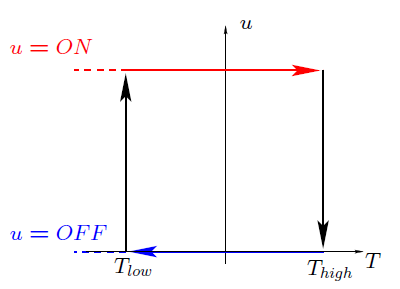 u
u = ON
u = OFF
T
T_low
T_high